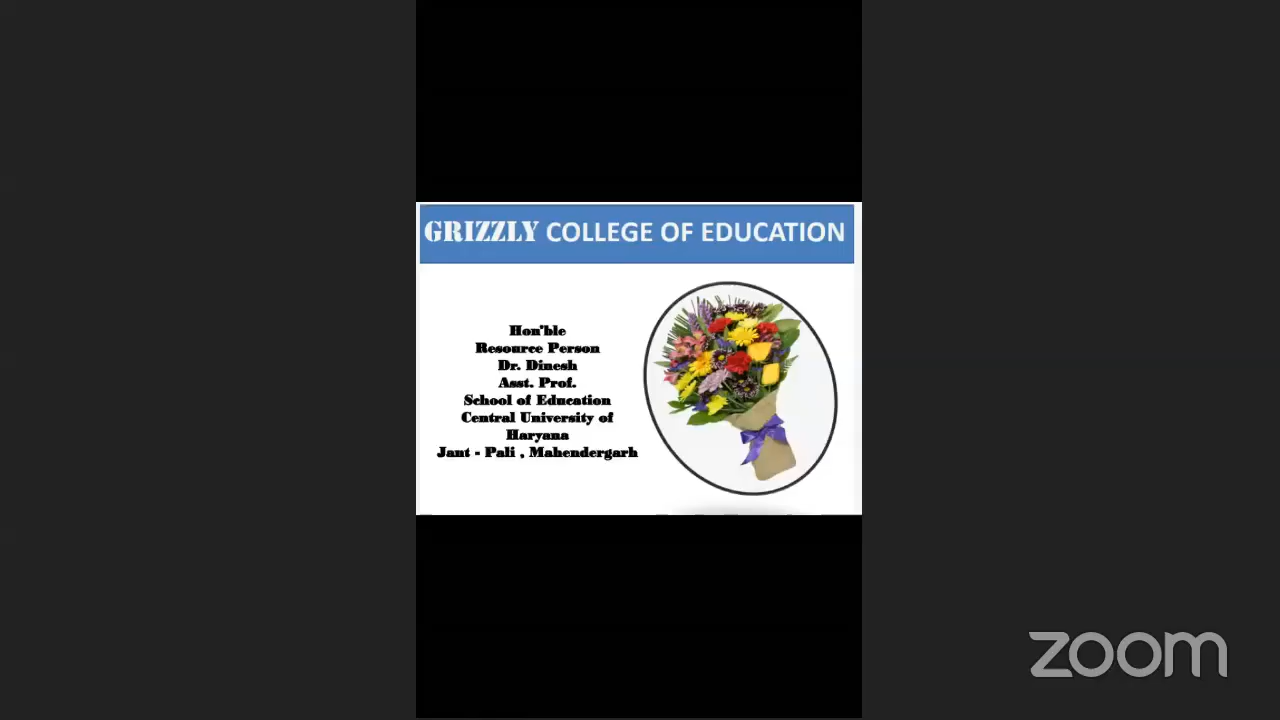 GRIZZLY COLLEGE OF EDUCATION
Hon'ble
Resource Person
Dr. Dinesh
Asst. Prof.
School of Education
Central University of
Haryana
Jant - Pali , Mahendergarh
zoom